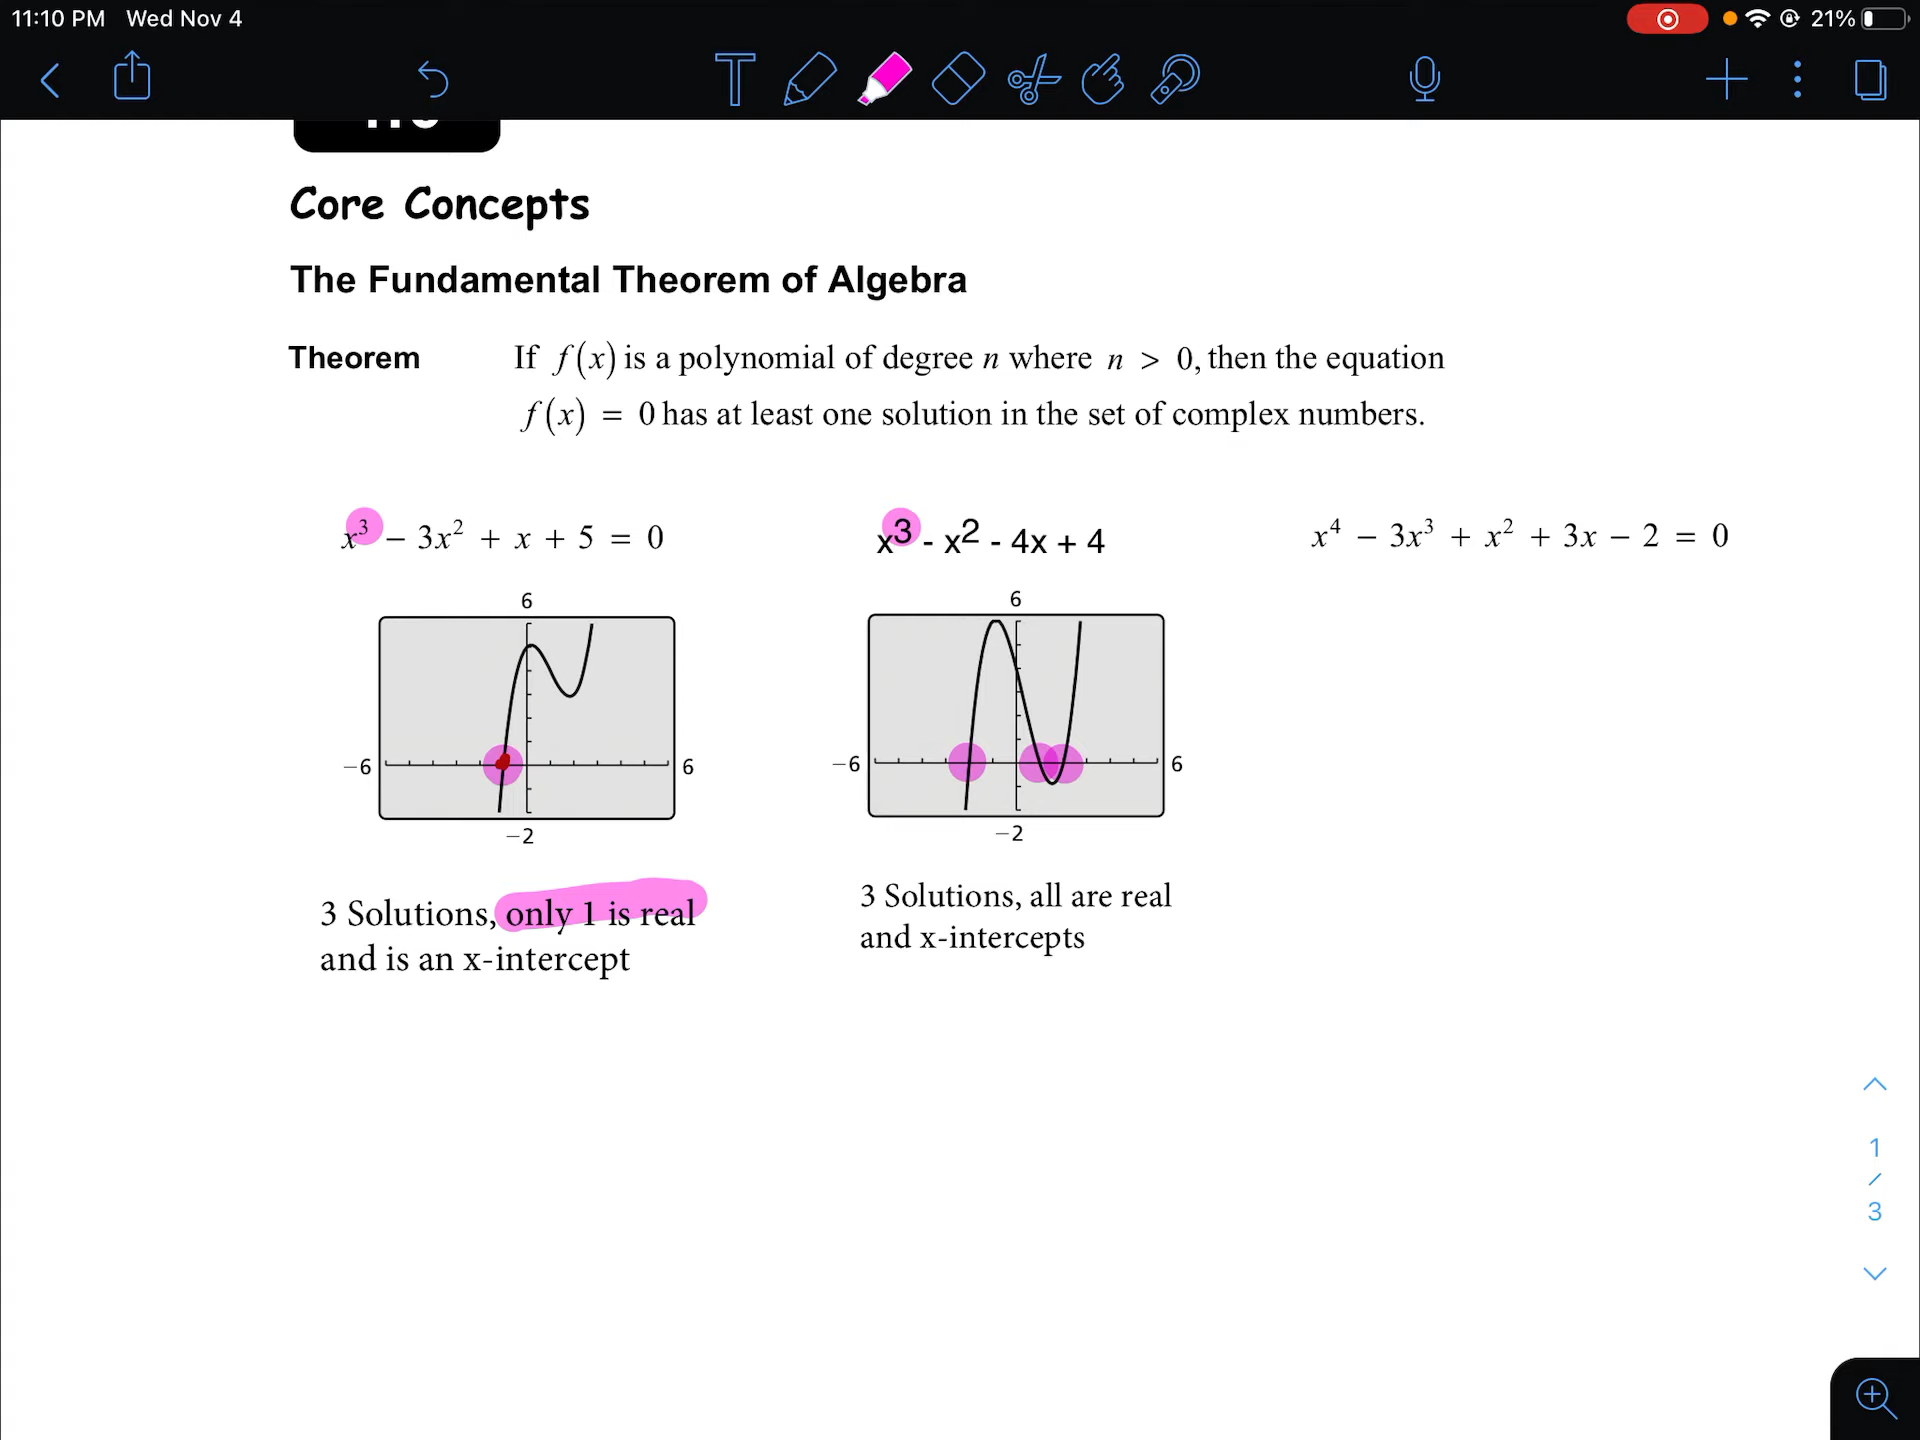 11:10 PM Wed Nov 4
21%
Core Concepts
The Fundamental Theorem of Algebra
Theorem If f(x) is a polynomial of degree n where n > 0, then the equation
f(x) = 0 has at least one solution in the set of complex numbers.
x³ − 3x² + x + 5 = 0
x³ - x² - 4x + 4
x⁴ − 3x³ + x² + 3x − 2 = 0
6
−6 6
−2
6
−6 6
−2
3 Solutions, only 1 is real
and is an x-intercept
3 Solutions, all are real
and x-intercepts
1
/
3